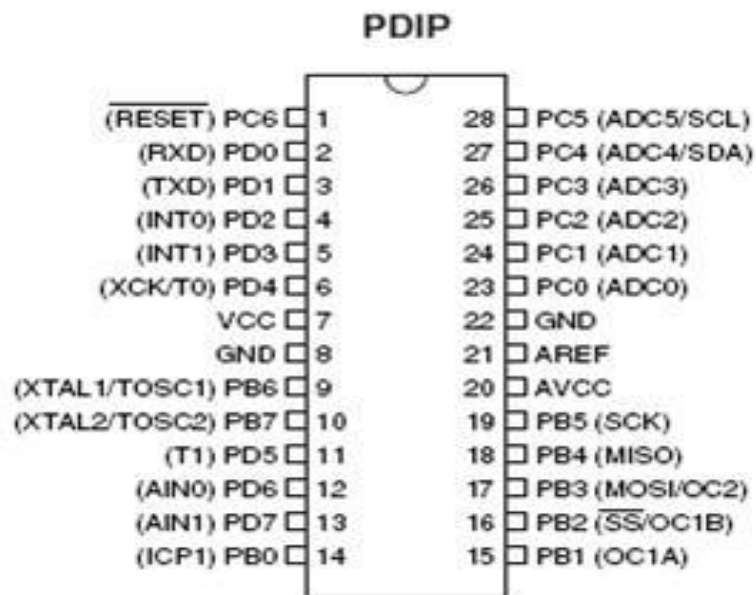 PDIP
(RESET) PC6 1 28 PC5 (ADC5/SCL)
(RXD) PD0 2 27 PC4 (ADC4/SDA)
(TXD) PD1 3 26 PC3 (ADC3)
(INT0) PD2 4 25 PC2 (ADC2)
(INT1) PD3 5 24 PC1 (ADC1)
(XCK/T0) PD4 6 23 PC0 (ADC0)
VCC 7 22 GND
GND 8 21 AREF
(XTAL1/TOSC1) PB6 9 20 AVCC
(XTAL2/TOSC2) PB7 10 19 PB5 (SCK)
(T1) PD5 11 18 PB4 (MISO)
(AIN0) PD6 12 17 PB3 (MOSI/OC2)
(AIN1) PD7 13 16 PB2 (SS/OC1B)
(ICP1) PB0 14 15 PB1 (OC1A)